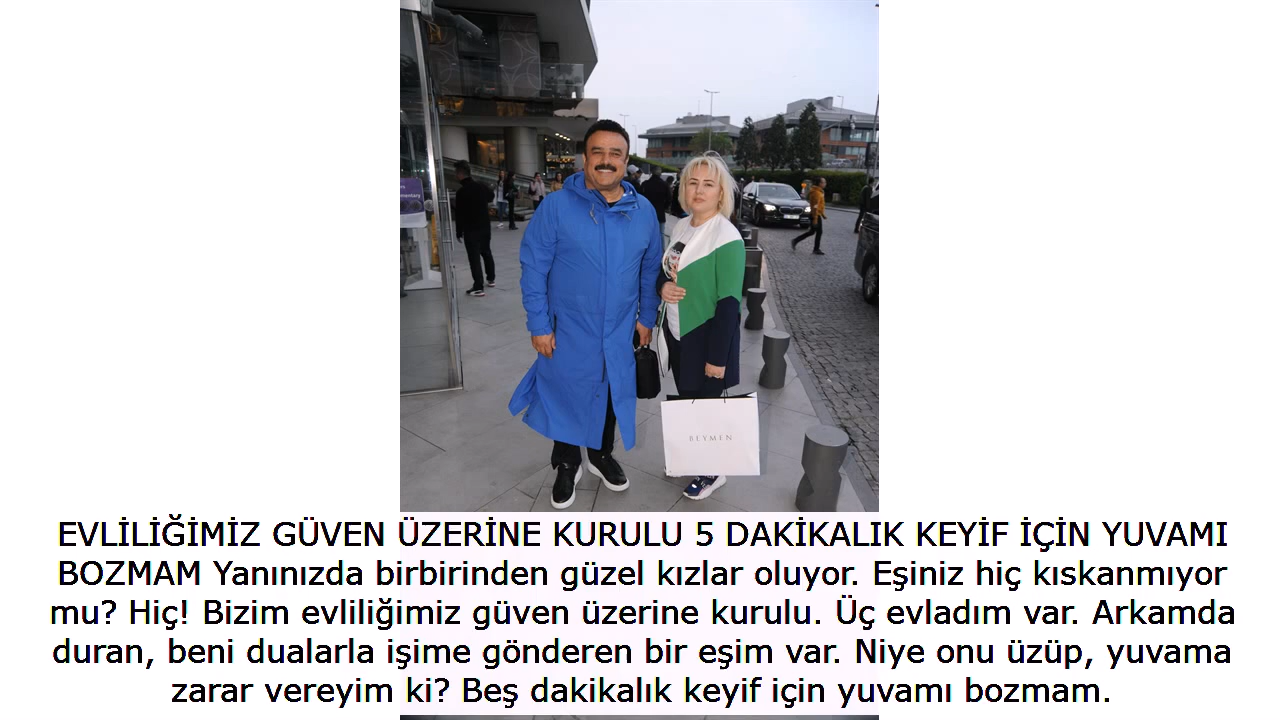 BEYMEN
EVLİLİĞİMİZ GÜVEN ÜZERİNE KURULU 5 DAKİKALIK KEYİF İÇİN YUVAMI
BOZMAM Yanınızda birbirinden güzel kızlar oluyor. Eşiniz hiç kıskanmıyor
mu? Hiç! Bizim evliliğimiz güven üzerine kurulu. Üç evladım var. Arkamda
duran, beni dualarla işime gönderen bir eşim var. Niye onu üzüp, yuvama
zarar vereyim ki? Beş dakikalık keyif için yuvamı bozmam.